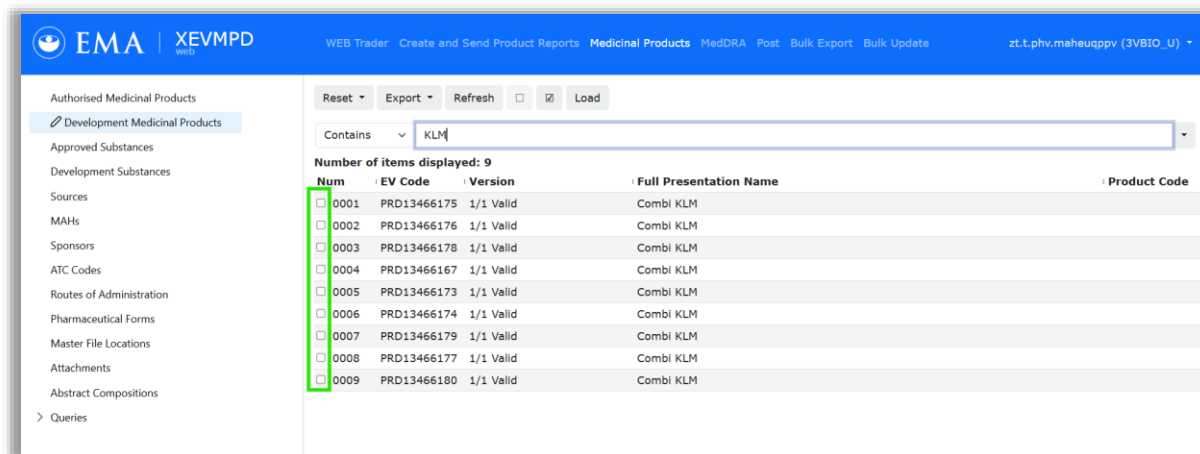 EMA | XEVMPD
web
WEB Trader Create and Send Product Reports Medicinal Products MedDRA Post Bulk Export Bulk Update
zt.t.phv.maheuqppv (3VBIO_U)
Authorised Medicinal Products
Development Medicinal Products
Approved Substances
Development Substances
Sources
MAHs
Sponsors
ATC Codes
Routes of Administration
Pharmaceutical Forms
Master File Locations
Attachments
Abstract Compositions
Queries
Reset Export Refresh Load
Contains KLM
Number of items displayed: 9
Num EV Code Version Full Presentation Name Product Code
0001 PRD13466175 1/1 Valid Combi KLM
0002 PRD13466176 1/1 Valid Combi KLM
0003 PRD13466178 1/1 Valid Combi KLM
0004 PRD13466167 1/1 Valid Combi KLM
0005 PRD13466173 1/1 Valid Combi KLM
0006 PRD13466174 1/1 Valid Combi KLM
0007 PRD13466179 1/1 Valid Combi KLM
0008 PRD13466177 1/1 Valid Combi KLM
0009 PRD13466180 1/1 Valid Combi KLM